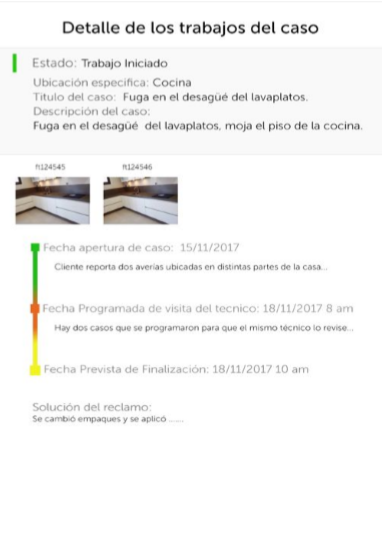 Detalle de los trabajos del caso
Estado: Trabajo Iniciado
Ubicación especifica: Cocina
Titulo del caso: Fuga en el desagüé del lavaplatos.
Descripción del caso:
Fuga en el desagüé del lavaplatos, moja el piso de la cocina.
ft124545 ft124546
Fecha apertura de caso: 15/11/2017
Cliente reporta dos averías ubicadas en distintas partes de la casa...
Fecha Programada de visita del tecnico: 18/11/2017 8 am
Hay dos casos que se programaron para que el mismo técnico lo revise...
Fecha Prevista de Finalización: 18/11/2017 10 am
Solución del reclamo:
Se cambió empaques y se aplicó ......